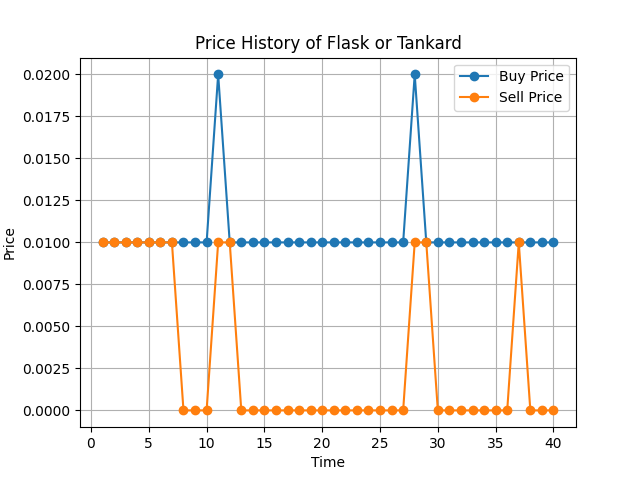 Price History of Flask or Tankard
Buy Price
Sell Price
0.0200
0.0175
0.0150
0.0125
0.0100
0.0075
0.0050
0.0025
0.0000
Price
0 5 10 15 20 25 30 35 40
Time